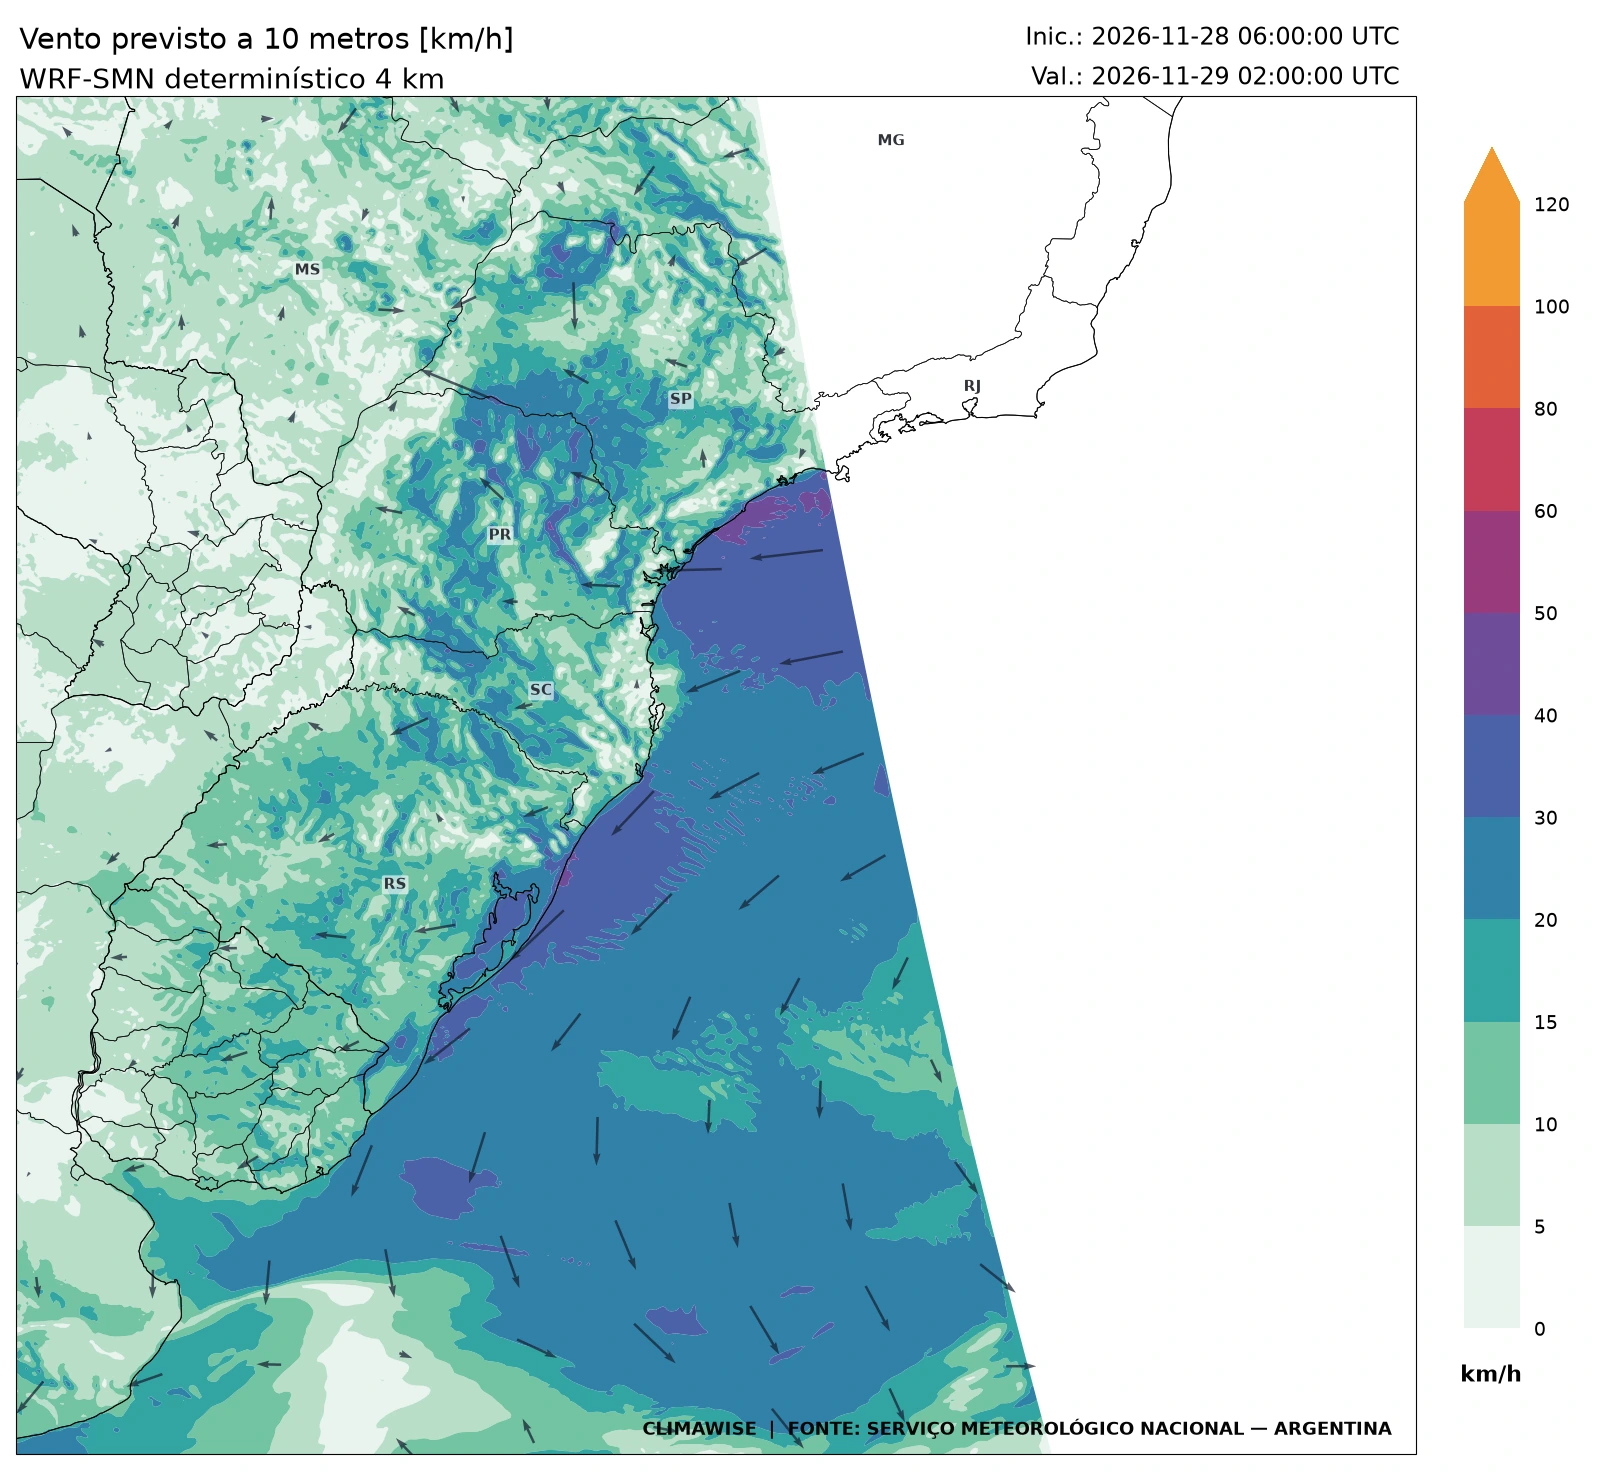 Vento previsto a 10 metros [km/h]
WRF-SMN determinístico 4 km
Inic.: 2026-11-28 06:00:00 UTC
Val.: 2026-11-29 02:00:00 UTC
MG
MS
RJ
SP
PR
SC
RS
120
100
80
60
50
40
30
20
15
10
5
0
km/h
CLIMAWISE | FONTE: SERVIÇO METEOROLÓGICO NACIONAL — ARGENTINA